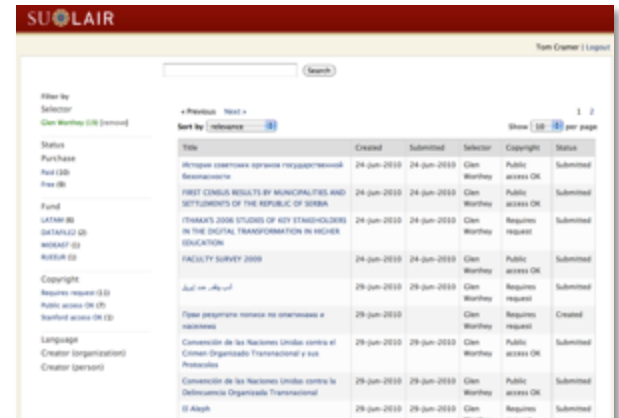 SULAIR
Tom Cramer | Logout
Search
Filter by
Selector
Glen Worthey (19) [remove]
Status
Purchase
Paid (10)
Free (9)
Fund
LATAM (6)
DATAFILE2 (2)
MIDEAST (1)
RUEEUR (1)
Copyright
Requires request (11)
Public access OK (7)
Stanford access OK (1)
Language
Creator (organization)
Creator (person)
« Previous Next » 1 2
Sort by relevance Show 10 per page
Title Created Submitted Selector Copyright Status
История советских органов государственной 24-Jun-2010 24-Jun-2010 Glen Public Submitted
безопасности Worthey access OK
FIRST CENSUS RESULTS BY MUNICIPALITIES AND 24-Jun-2010 24-Jun-2010 Glen Public Submitted
SETTLEMENTS OF THE REPUBLIC OF SERBIA Worthey access OK
ITHAKA'S 2006 STUDIES OF KEY STAKEHOLDERS 24-Jun-2010 24-Jun-2010 Glen Requires Submitted
IN THE DIGITAL TRANSFORMATION IN HIGHER Worthey request
EDUCATION
FACULTY SURVEY 2009 24-Jun-2010 24-Jun-2010 Glen Public Submitted
Worthey access OK
29-Jun-2010 29-Jun-2010 Glen Requires Submitted
Worthey request
Први резултати пописа по општинама и 29-Jun-2010 Glen Requires Created
Worthey request
Convención de las Naciones Unidas contra el 29-Jun-2010 29-Jun-2010 Glen Public Submitted
Crimen Organizado Transnacional y sus Worthey access OK
Protocolos
Convención de las Naciones Unidas contra la 29-Jun-2010 29-Jun-2010 Glen Public Submitted
Delincuencia Organizada Transnacional Worthey access OK
El Aleph 29-Jun-2010 29-Jun-2010 Glen Requires Submitted